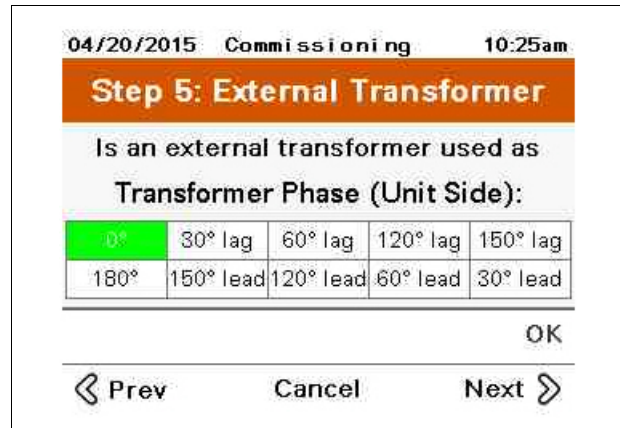 04/20/2015 Commissioning 10:25am
Step 5: External Transformer
Is an external transformer used as
Transformer Phase (Unit Side):
0° 30° lag 60° lag 120° lag 150° lag
180° 150° lead 120° lead 60° lead 30° lead
OK
Prev Cancel Next